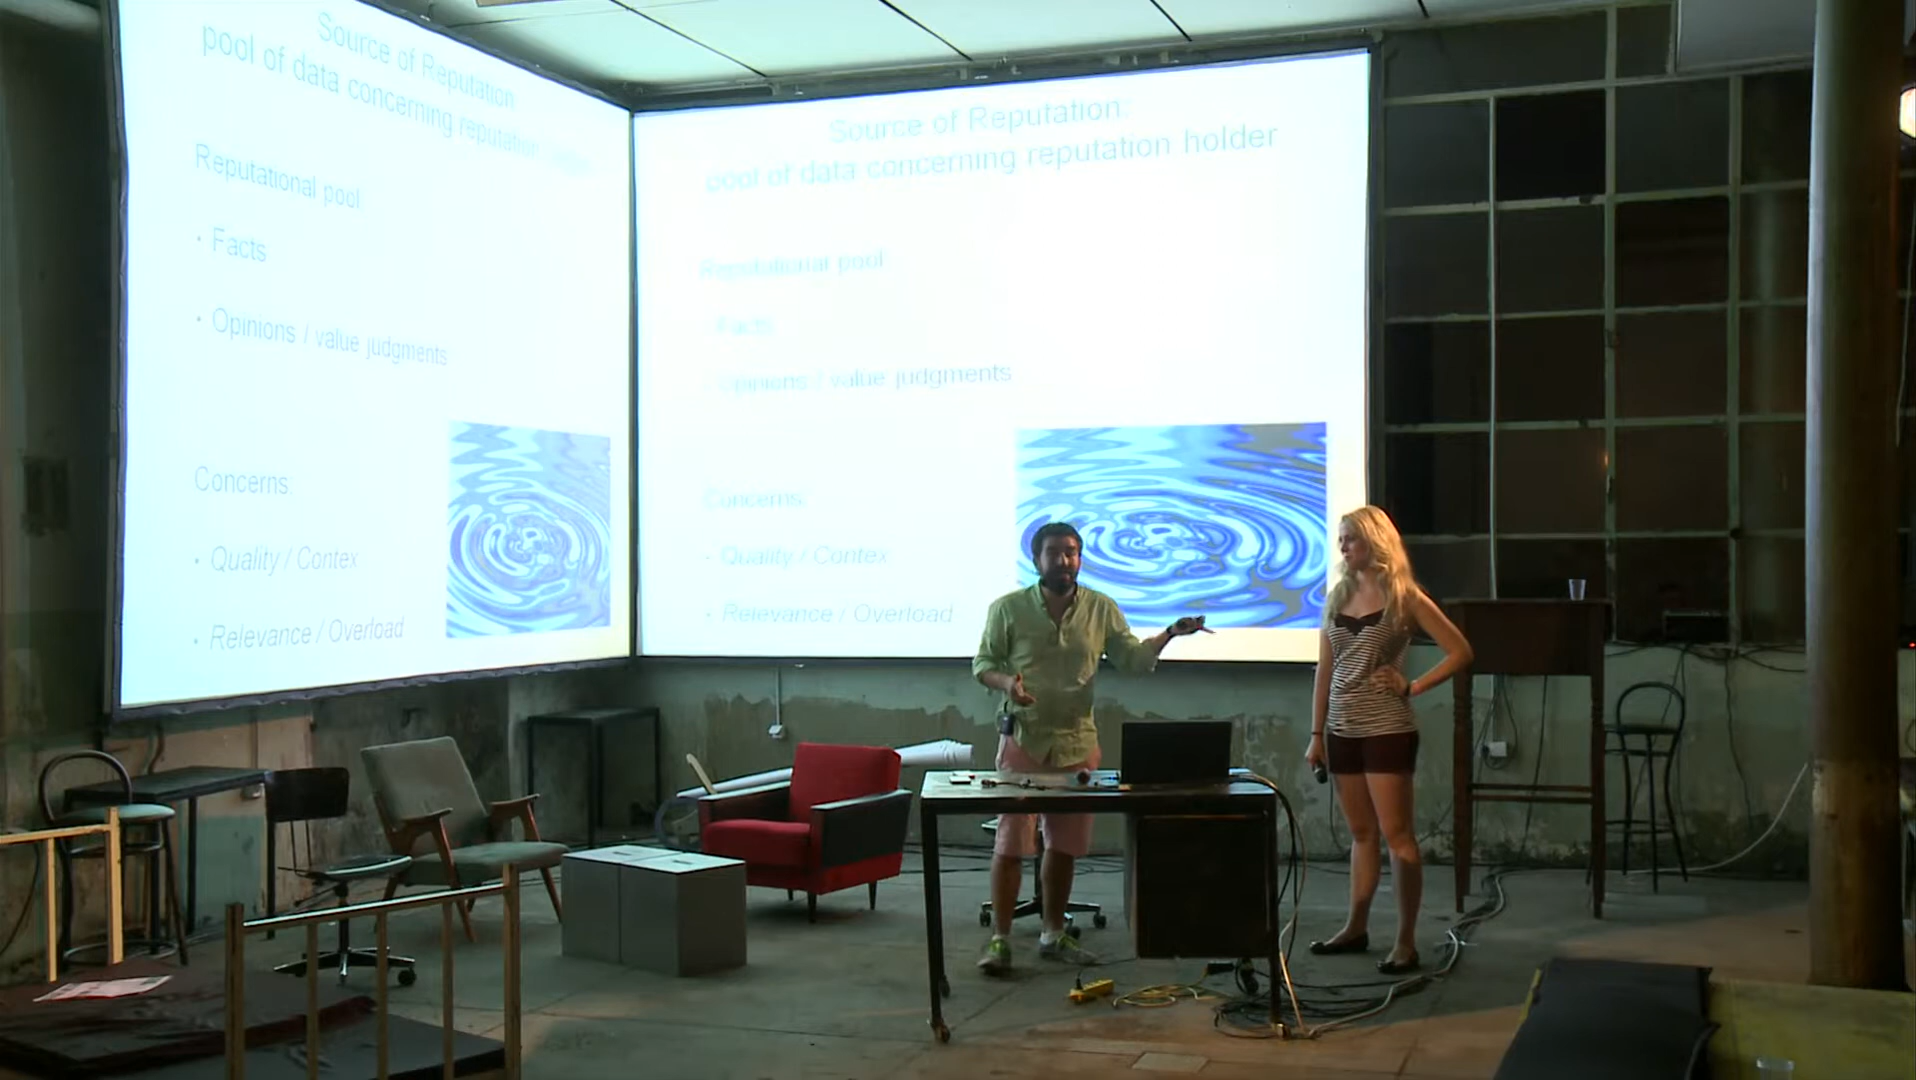 Source of Reputation
pool of data concerning reputation
Reputational pool:
• Facts
• Opinions / value judgments
Concerns:
• Quality / Contex
• Relevance / Overload
Source of Reputation:
pool of data concerning reputation holder
Reputational pool:
Facts
Opinions / value judgments
Concerns:
• Quality / Contex
• Relevance / Overload